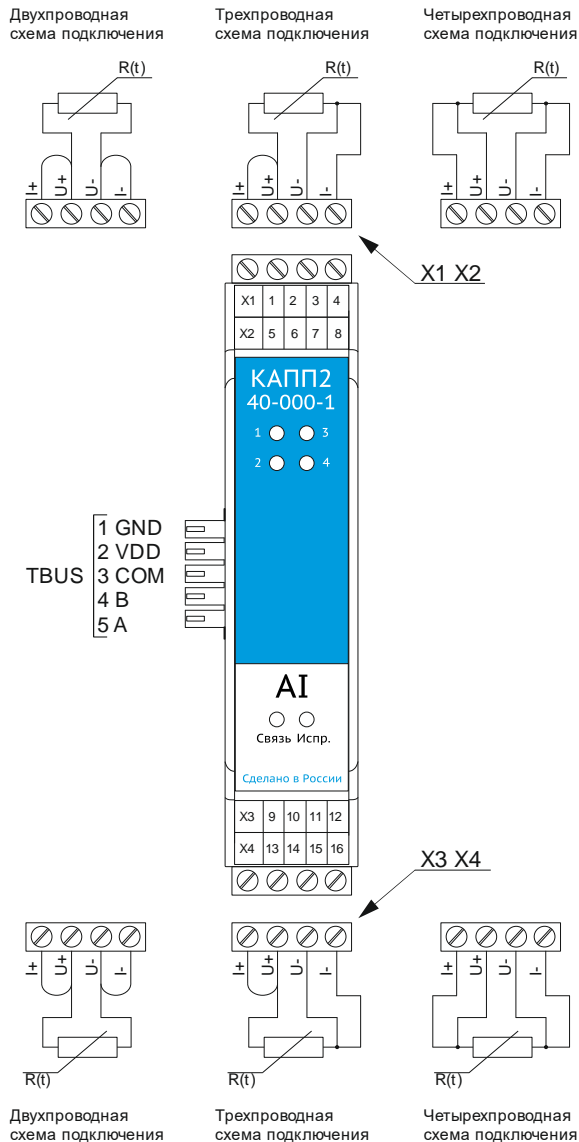 Двухпроводная
схема подключения
Трехпроводная
схема подключения
Четырехпроводная
схема подключения
R(t)
R(t)
R(t)
I+ U+ U- I-
I+ U+ U- I-
I+ U+ U- I-
X1 X2
X1 1 2 3 4
X2 5 6 7 8
КАПП2
40-000-1
1 3
2 4
TBUS
1 GND
2 VDD
3 COM
4 B
5 A
AI
Связь Испр.
Сделано в России
X3 9 10 11 12
X4 13 14 15 16
X3 X4
I+ U+ U- I-
I+ U+ U- I-
I+ U+ U- I-
R(t)
R(t)
R(t)
Двухпроводная
схема подключения
Трехпроводная
схема подключения
Четырехпроводная
схема подключения